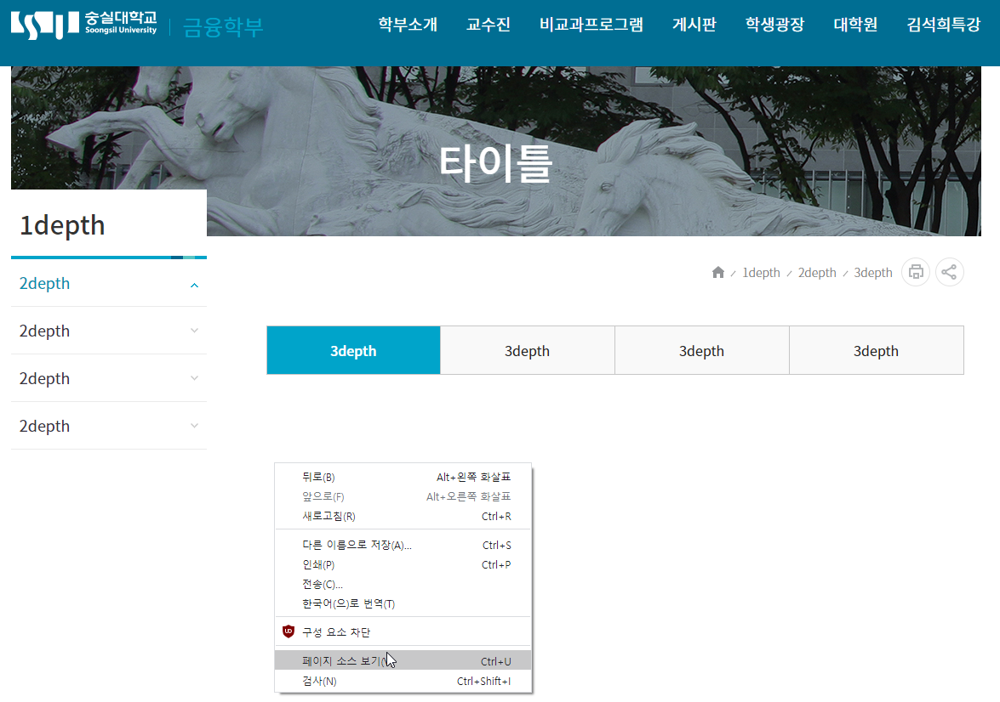 숭실대학교
Soongsil University
금융학부
학부소개 교수진 비교과프로그램 게시판 학생광장 대학원 김석희특강
타이틀
1depth
1depth 2depth 3depth
2depth
2depth
2depth
2depth
3depth 3depth 3depth 3depth
뒤로(B) Alt+왼쪽 화살표
앞으로(F) Alt+오른쪽 화살표
새로고침(R) Ctrl+R
다른 이름으로 저장(A)... Ctrl+S
인쇄(P) Ctrl+P
전송(C)...
한국어(으)로 번역(T)
구성 요소 차단
페이지 소스 보기( Ctrl+U
검사(N) Ctrl+Shift+I